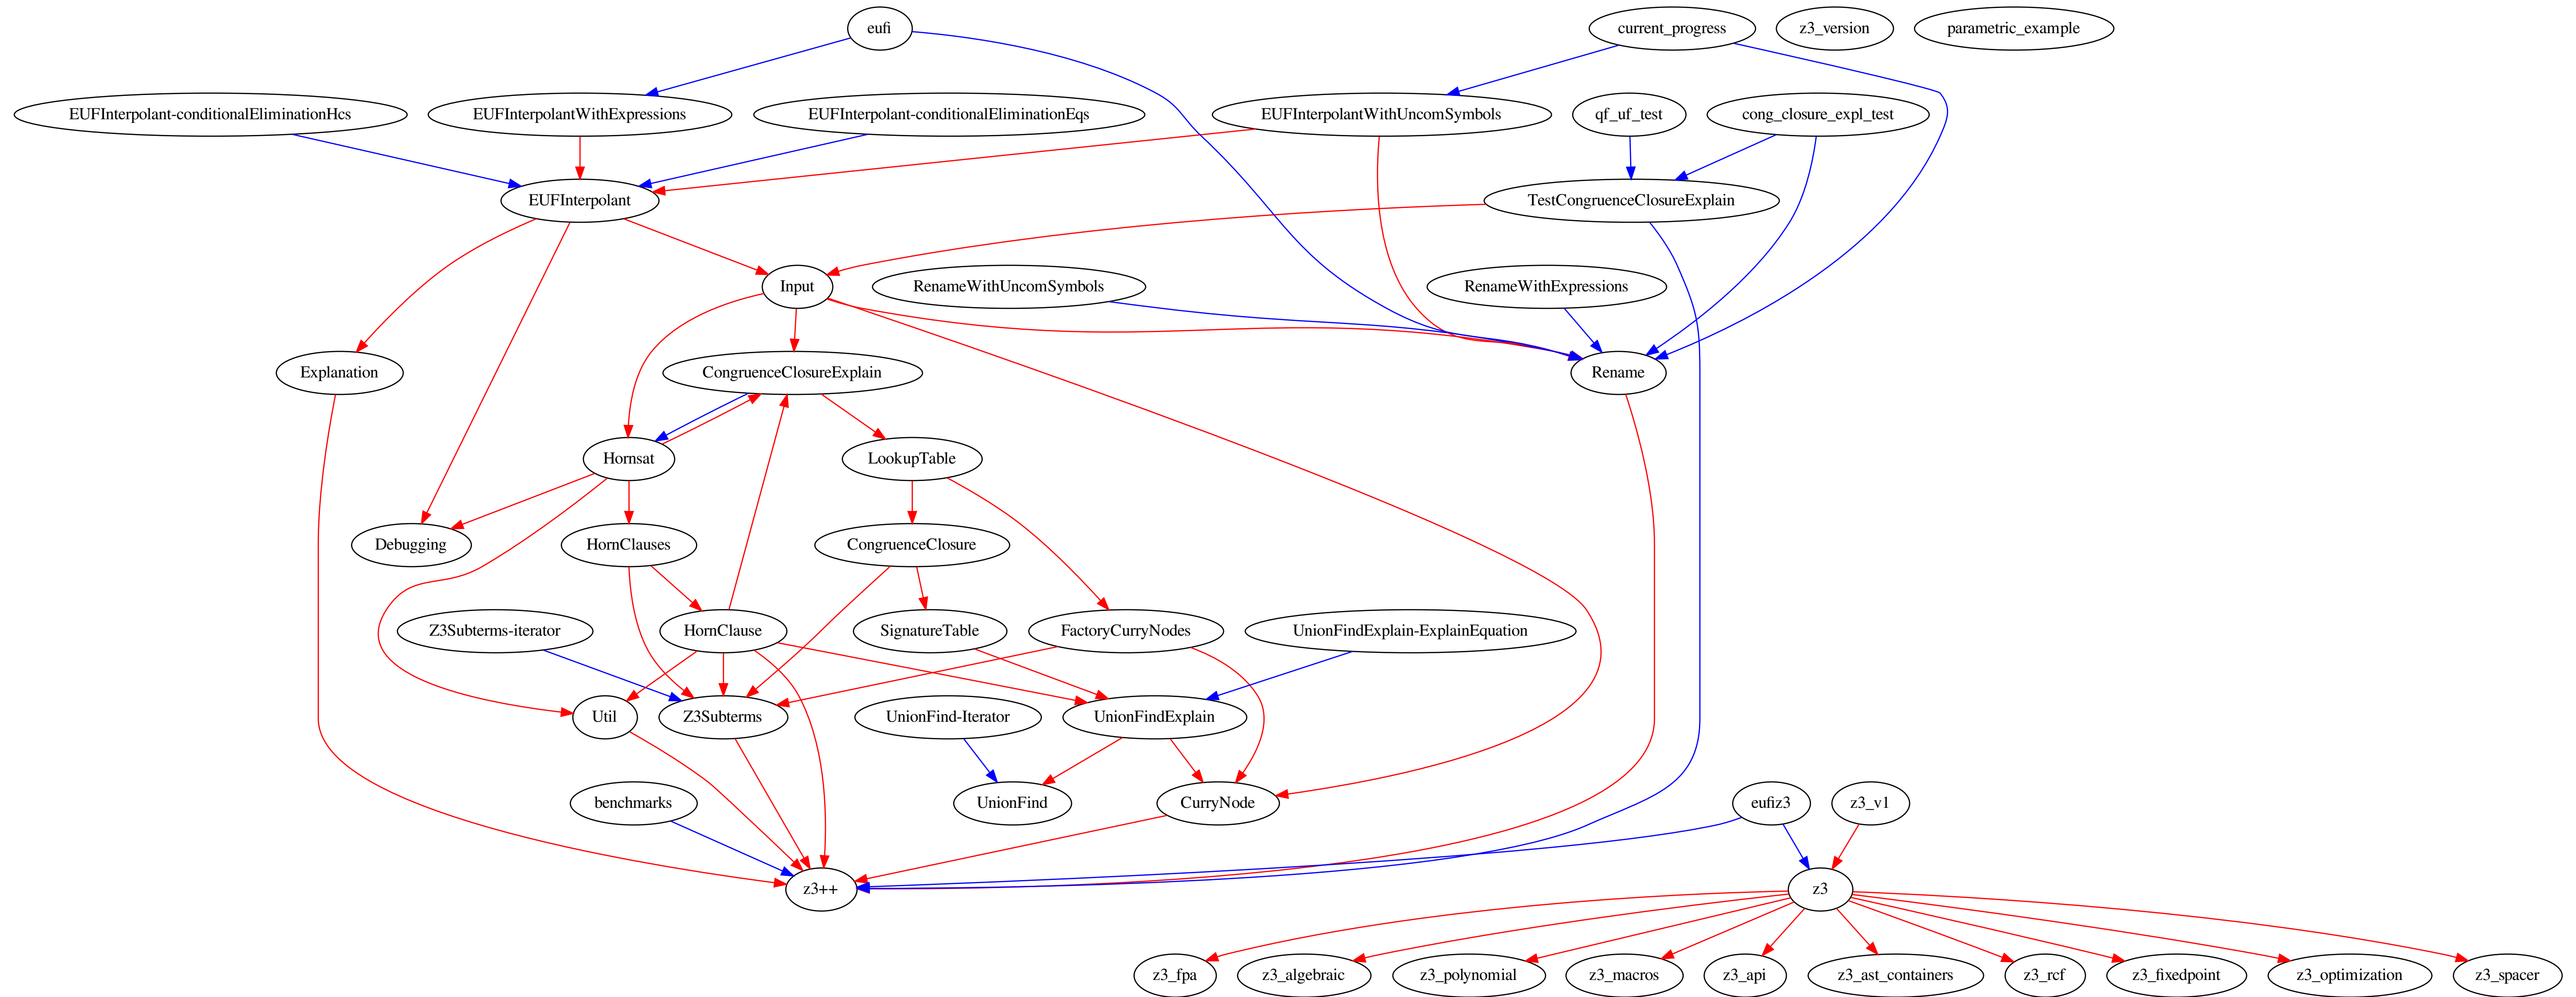 eufi
current_progress
z3_version
parametric_example
EUFInterpolant-conditionalEliminationHcs
EUFInterpolantWithExpressions
EUFInterpolant-conditionalEliminationEqs
EUFInterpolantWithUncomSymbols
qf_uf_test
cong_closure_expl_test
EUFInterpolant
TestCongruenceClosureExplain
Input
RenameWithUncomSymbols
RenameWithExpressions
Explanation
CongruenceClosureExplain
Rename
Hornsat
LookupTable
Debugging
HornClauses
CongruenceClosure
Z3Subterms-iterator
HornClause
SignatureTable
FactoryCurryNodes
UnionFindExplain-ExplainEquation
Util
Z3Subterms
UnionFind-Iterator
UnionFindExplain
benchmarks
UnionFind
CurryNode
eufiz3
z3_v1
z3++
z3
z3_fpa
z3_algebraic
z3_polynomial
z3_macros
z3_api
z3_ast_containers
z3_rcf
z3_fixedpoint
z3_optimization
z3_spacer